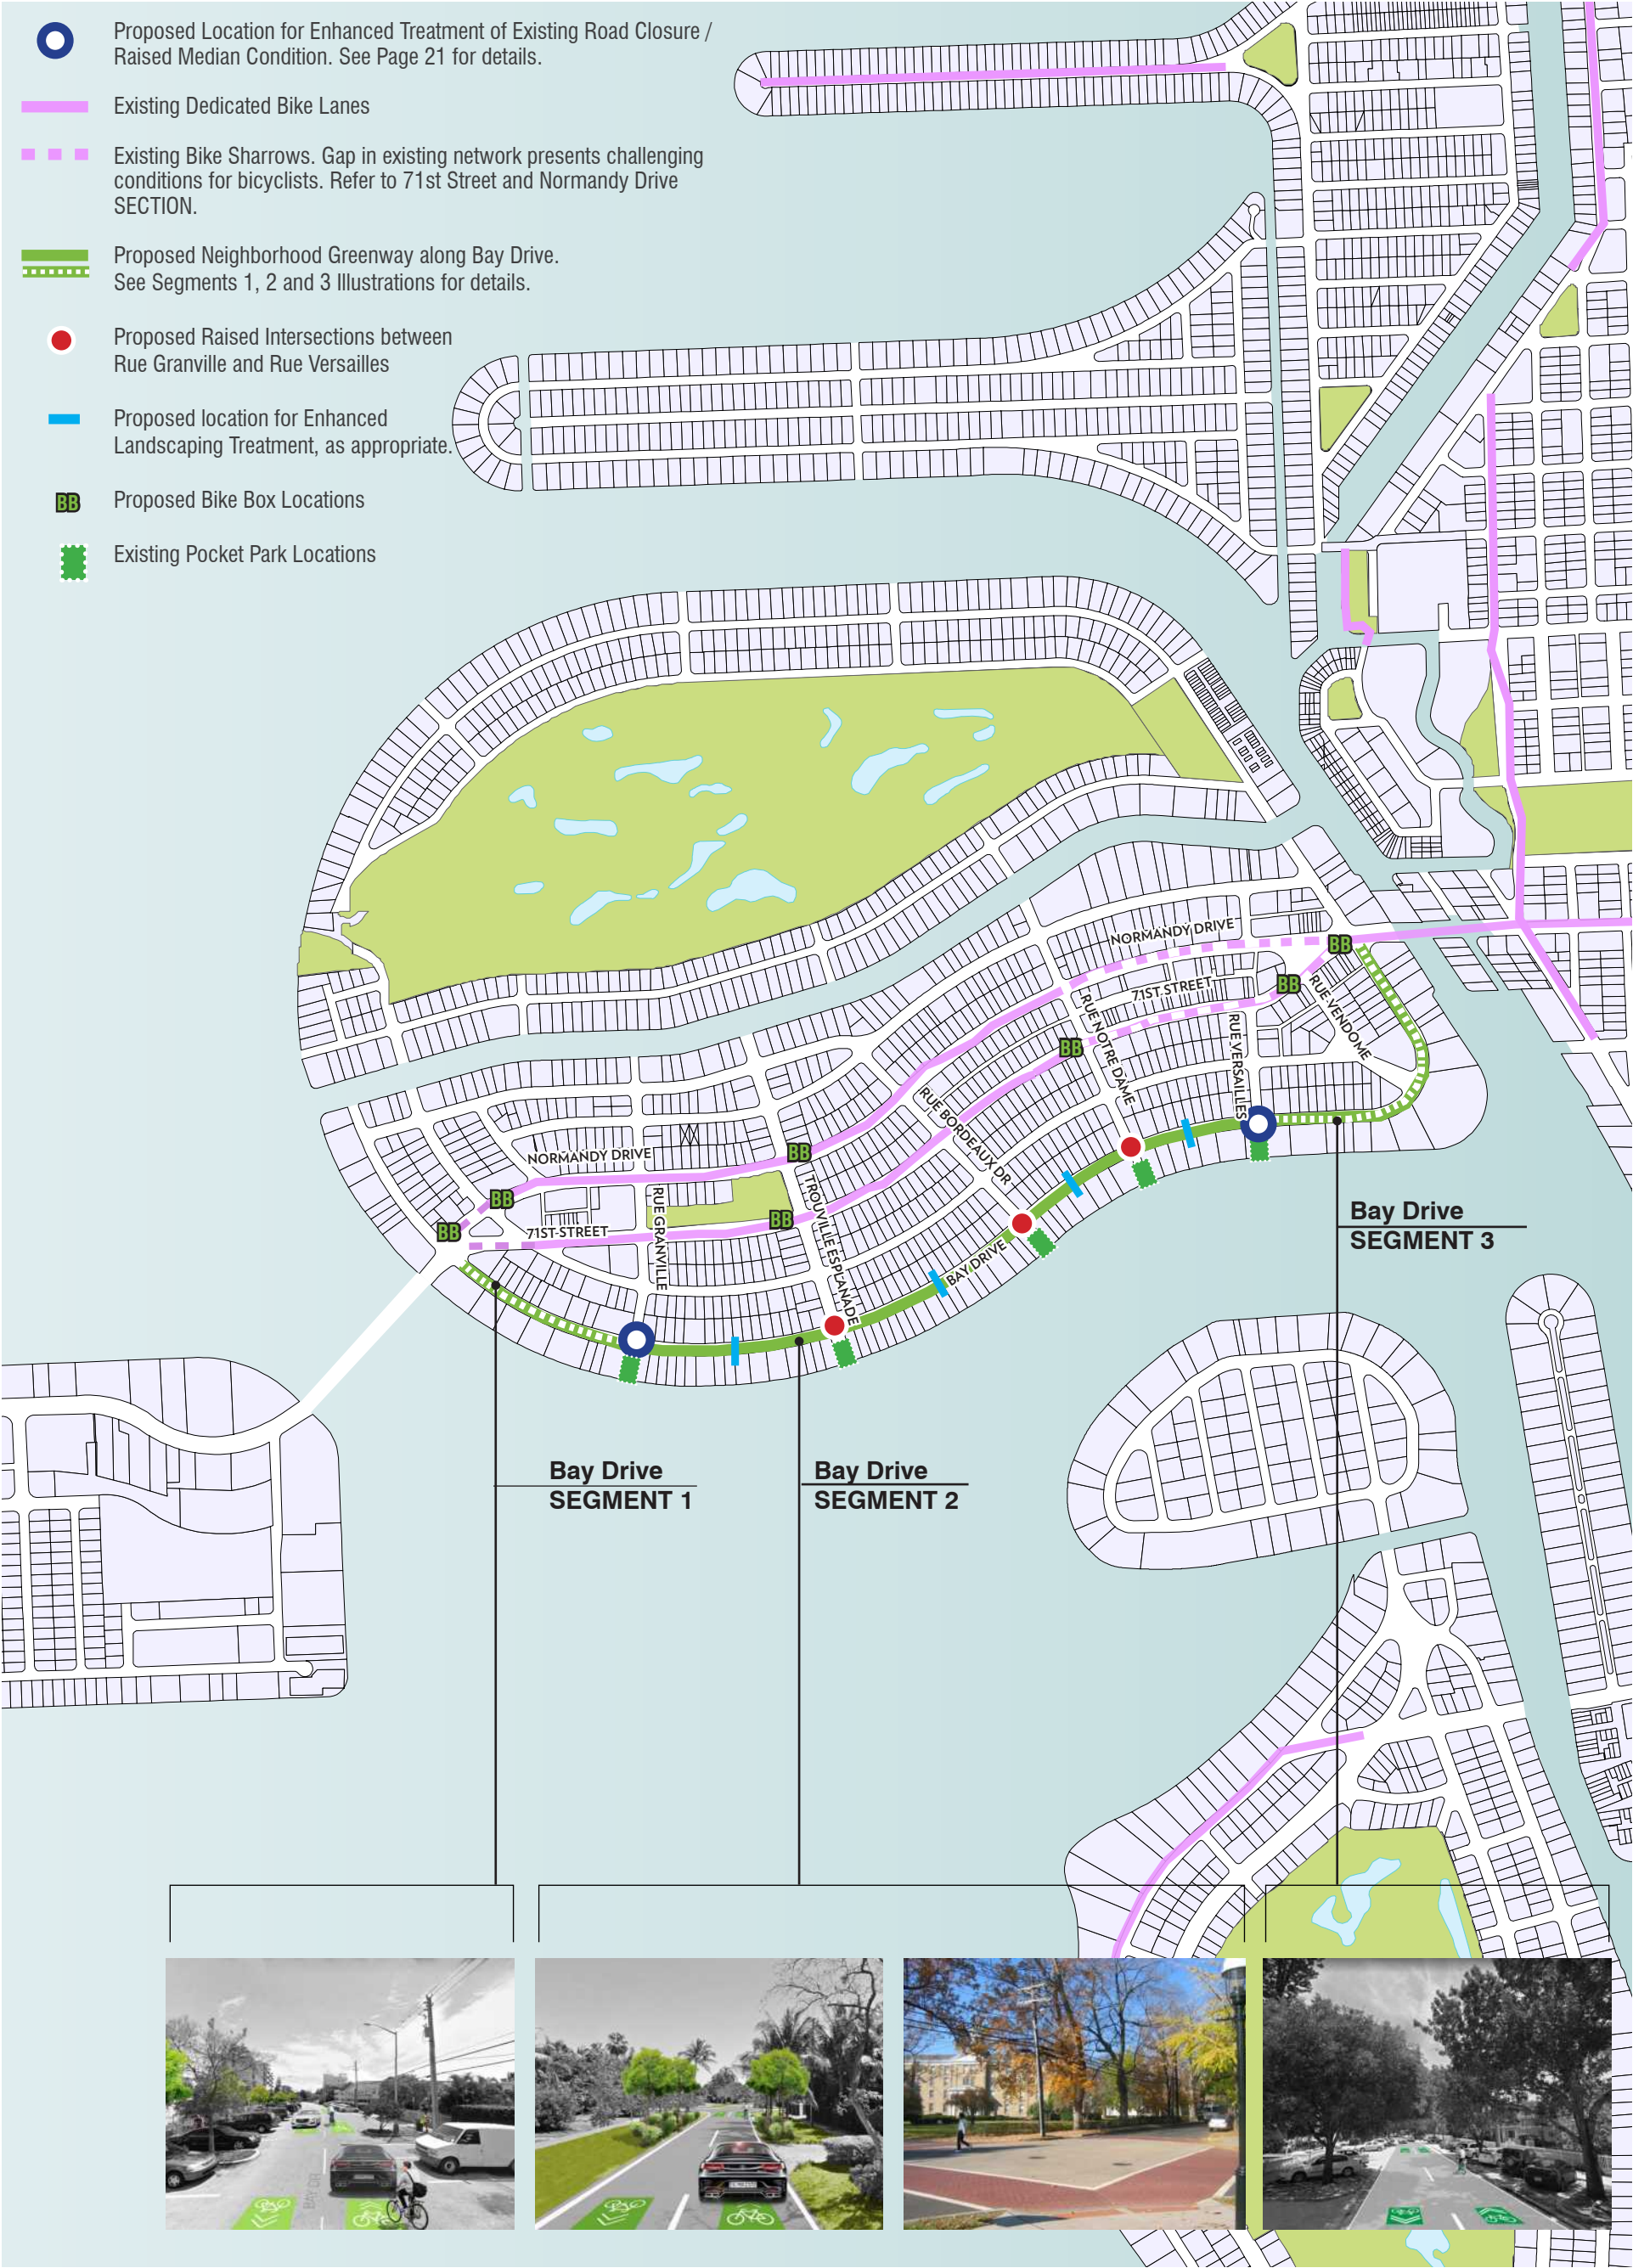 Proposed Location for Enhanced Treatment of Existing Road Closure /
Raised Median Condition. See Page 21 for details.
Existing Dedicated Bike Lanes
Existing Bike Sharrows. Gap in existing network presents challenging
conditions for bicyclists. Refer to 71st Street and Normandy Drive
SECTION.
Proposed Neighborhood Greenway along Bay Drive.
See Segments 1, 2 and 3 Illustrations for details.
Proposed Raised Intersections between
Rue Granville and Rue Versailles
Proposed location for Enhanced
Landscaping Treatment, as appropriate.
BB
Proposed Bike Box Locations
Existing Pocket Park Locations
NORMANDY DRIVE
BB
BB
71ST STREET
RUE VENDOME
RUE NOTRE DAME
RUE VERSAILLES
BB
RUE BORDEAUX DR
NORMANDY DRIVE
BB
BB
BB
BB
71ST STREET
RUE GRANVILLE
TROUVILLE ESPLANADE
BAY DRIVE
Bay Drive
SEGMENT 3
Bay Drive
SEGMENT 1
Bay Drive
SEGMENT 2
BAY DR